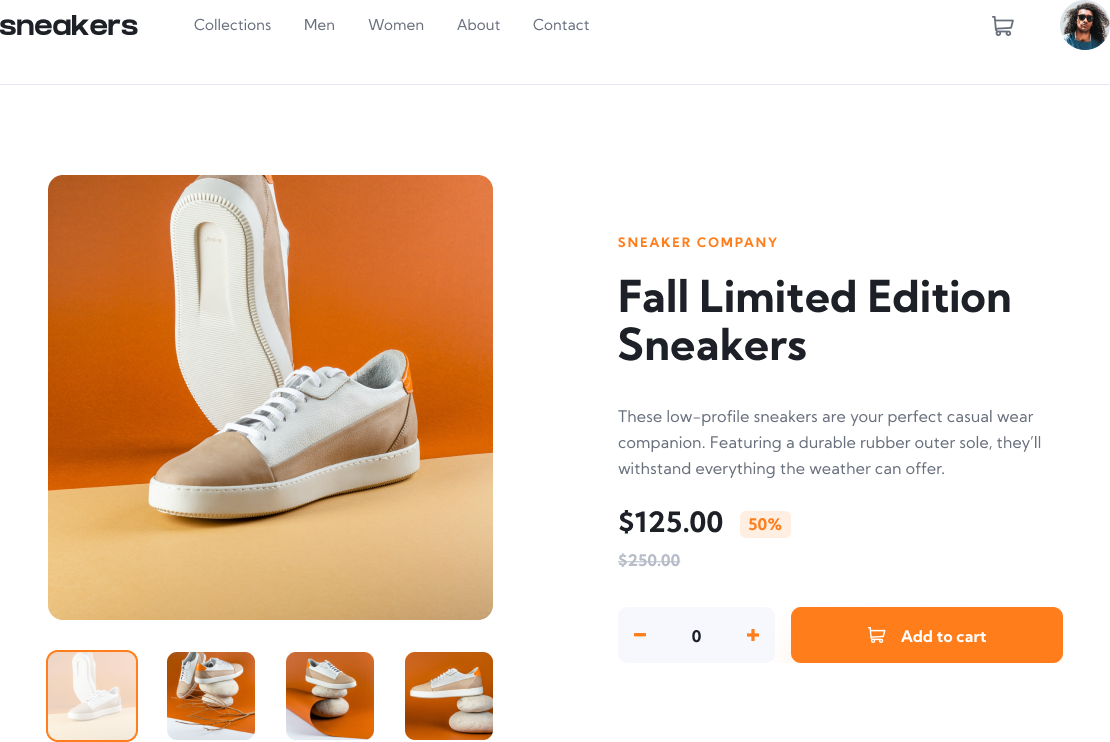 sneakers
Collections
Men
Women
About
Contact
SNEAKER COMPANY
Fall Limited Edition
Sneakers
These low-profile sneakers are your perfect casual wear
companion. Featuring a durable rubber outer sole, they’ll
withstand everything the weather can offer.
$125.00
50%
$250.00
0
Add to cart